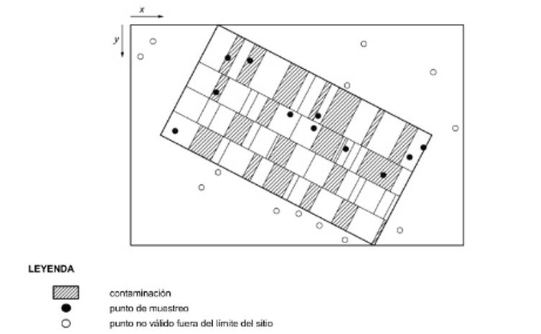 x
y
LEYENDA
contaminación
punto de muestreo
punto no válido fuera del límite del sitio